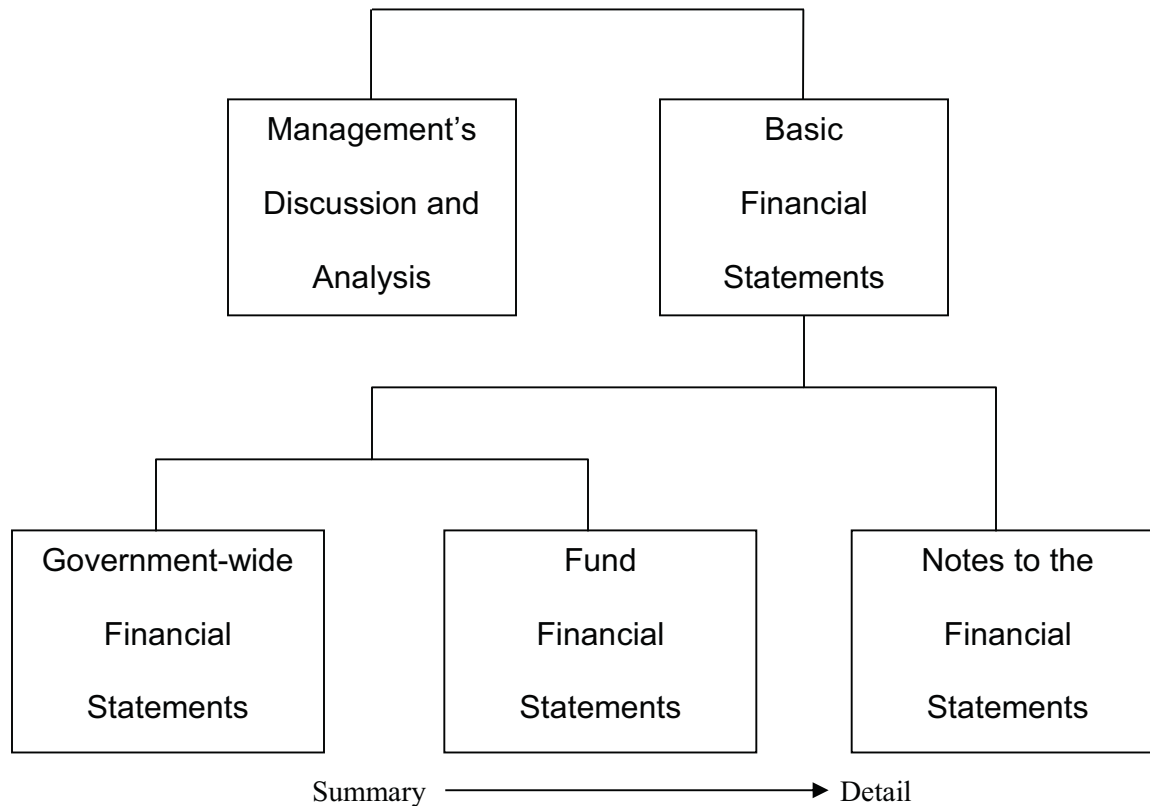 Management’s
Discussion and
Analysis
Basic
Financial
Statements
Government-wide
Financial
Statements
Fund
Financial
Statements
Notes to the
Financial
Statements
Summary
Detail